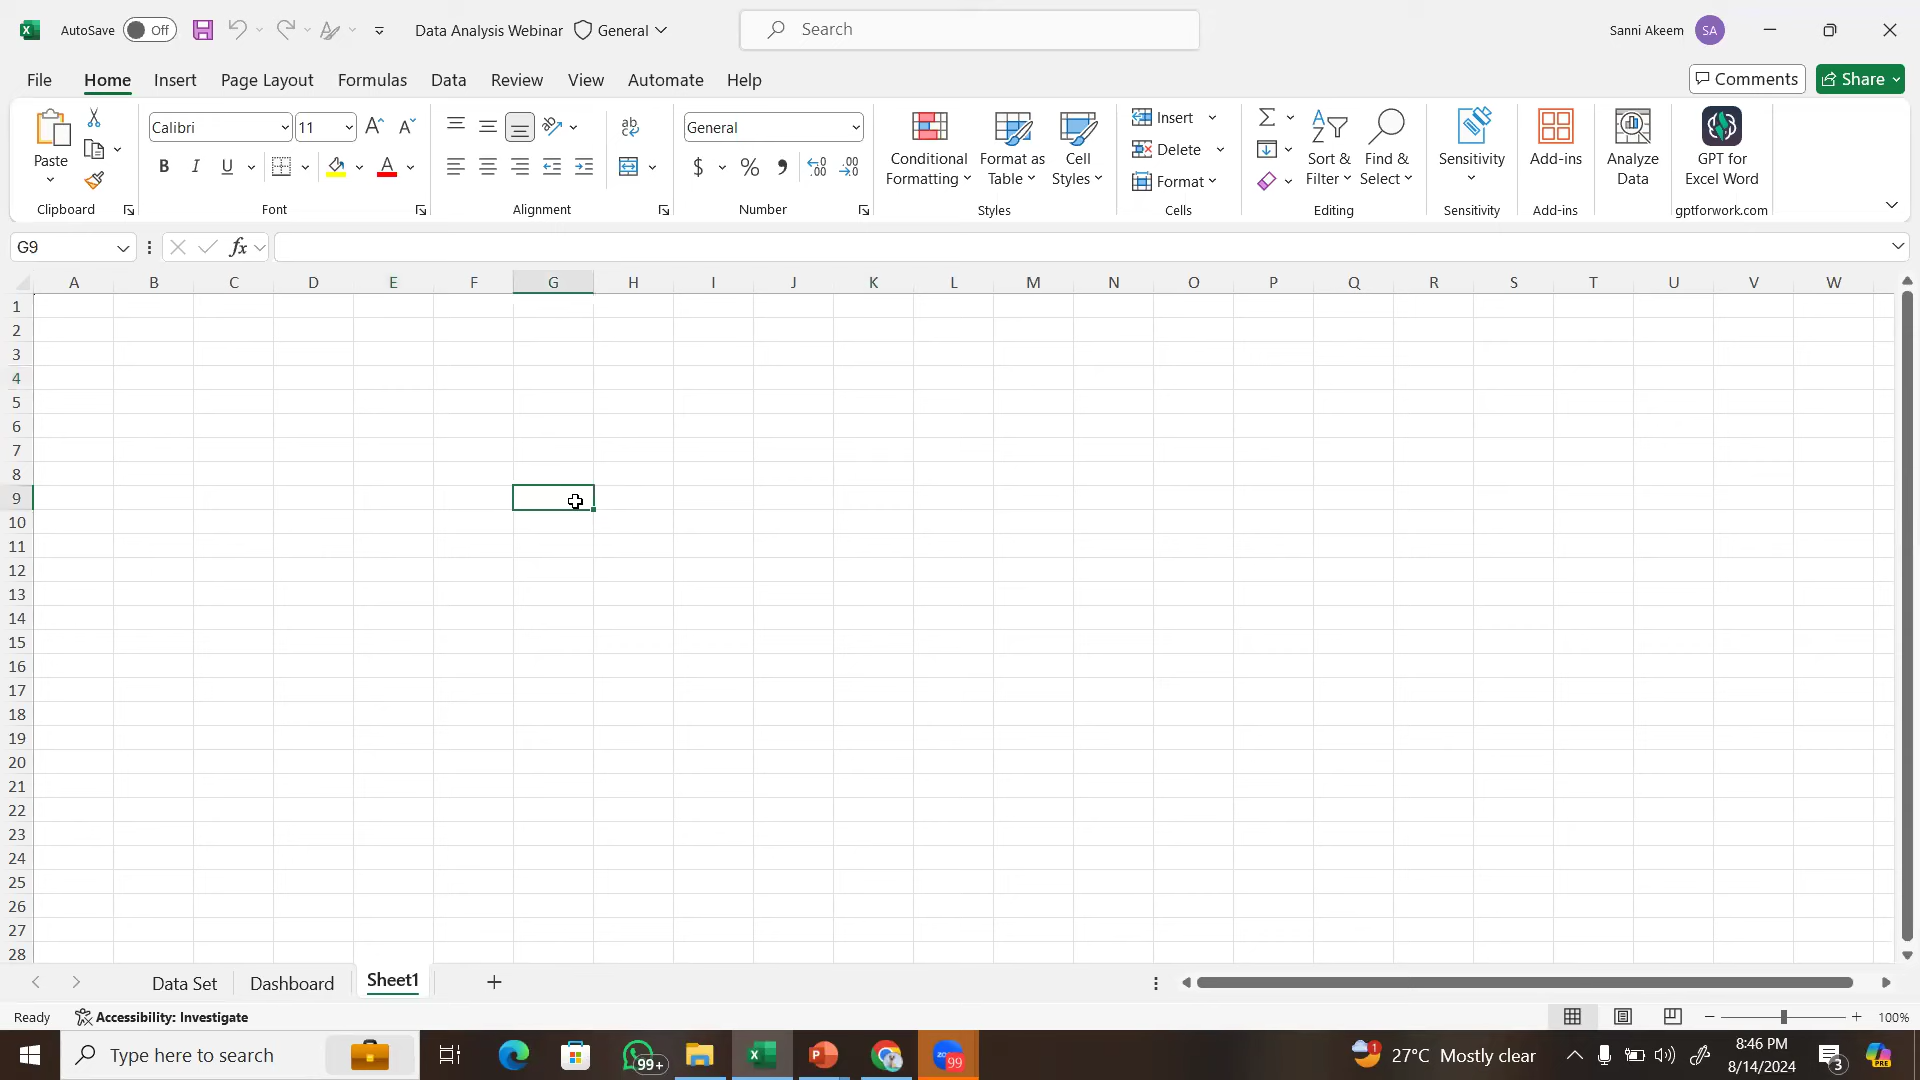 AutoSave Off Data Analysis Webinar General Search Sanni Akeem SA
File Home Insert Page Layout Formulas Data Review View Automate Help Comments Share
Paste
Clipboard
Calibri 11
B I U A
Font
ab
Alignment
General
$ %
Number
Conditional Formatting
Format as Table
Cell Styles
Styles
Insert
Delete
Format
Cells
Sort & Filter
Find & Select
Editing
Sensitivity
Sensitivity
Add-ins
Add-ins
Analyze Data
GPT for Excel Word
gptforwork.com
G9 fx
A B C D E F G H I J K L M N O P Q R S T U V W
1
2
3
4
5
6
7
8
9
10
11
12
13
14
15
16
17
18
19
20
21
22
23
24
25
26
27
28
Data Set Dashboard Sheet1
Ready Accessibility: Investigate 100%
Type here to search 99+ 99 27°C Mostly clear 8:46 PM
8/14/2024 3